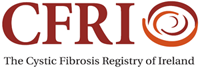 CFRI
The Cystic Fibrosis Registry of Ireland